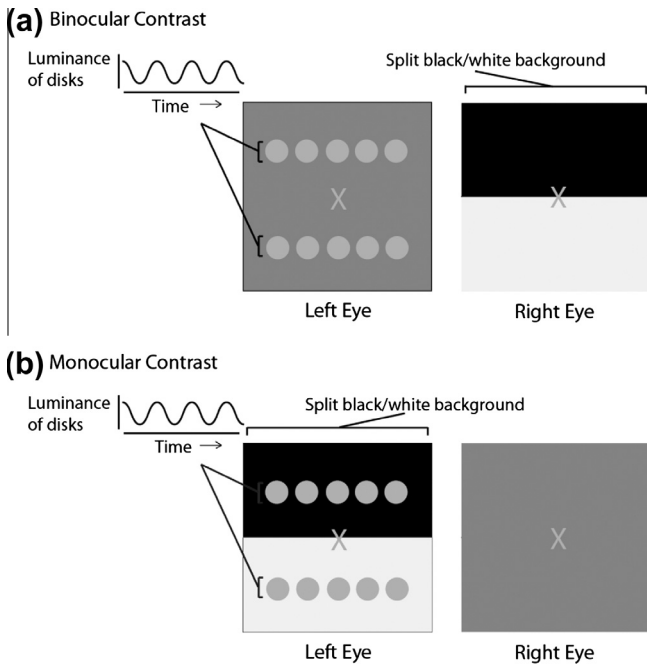 (a) Binocular Contrast
Luminance
of disks
Time →
Split black/white background
X
X
Left Eye
Right Eye
(b) Monocular Contrast
Luminance
of disks
Time →
Split black/white background
X
X
Left Eye
Right Eye